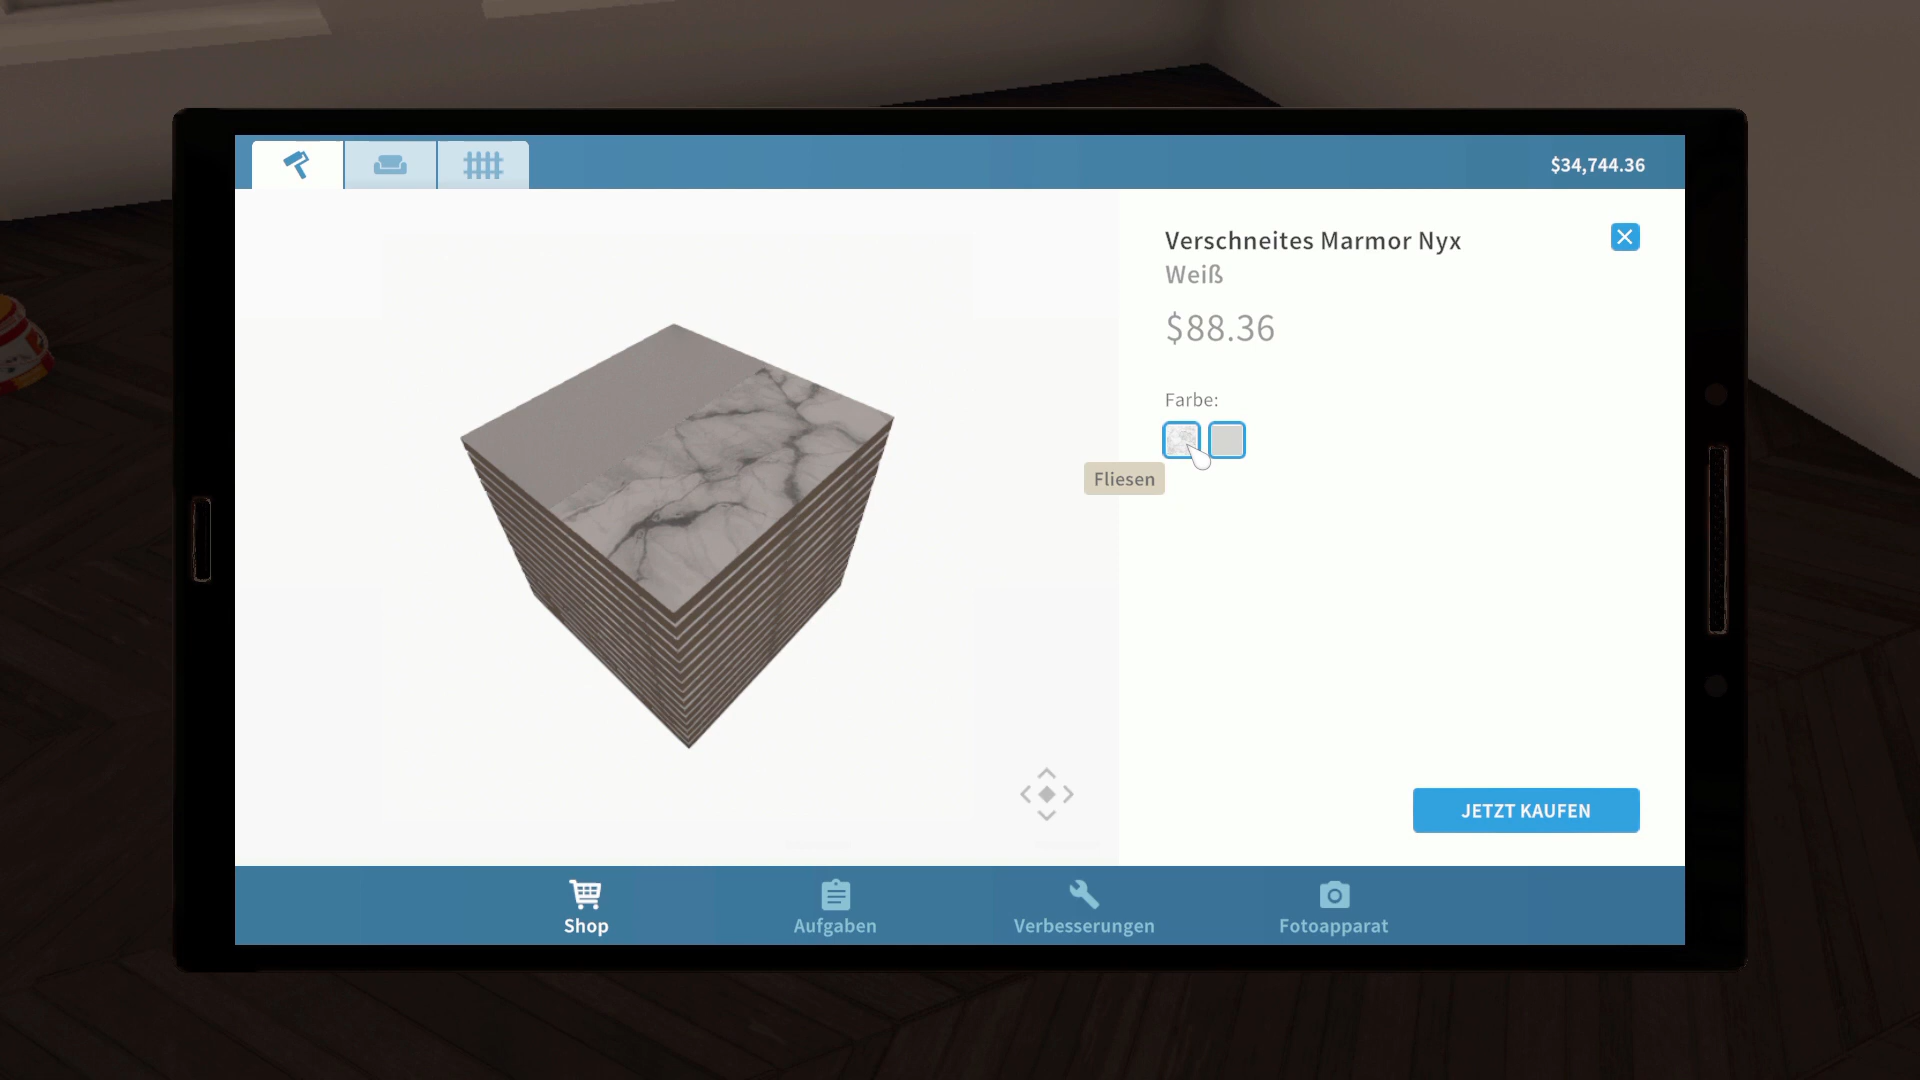 $34,744.36
Verschneites Marmor Nyx
Weiß
$88.36
Farbe:
Fliesen
JETZT KAUFEN
Shop
Aufgaben
Verbesserungen
Fotoapparat